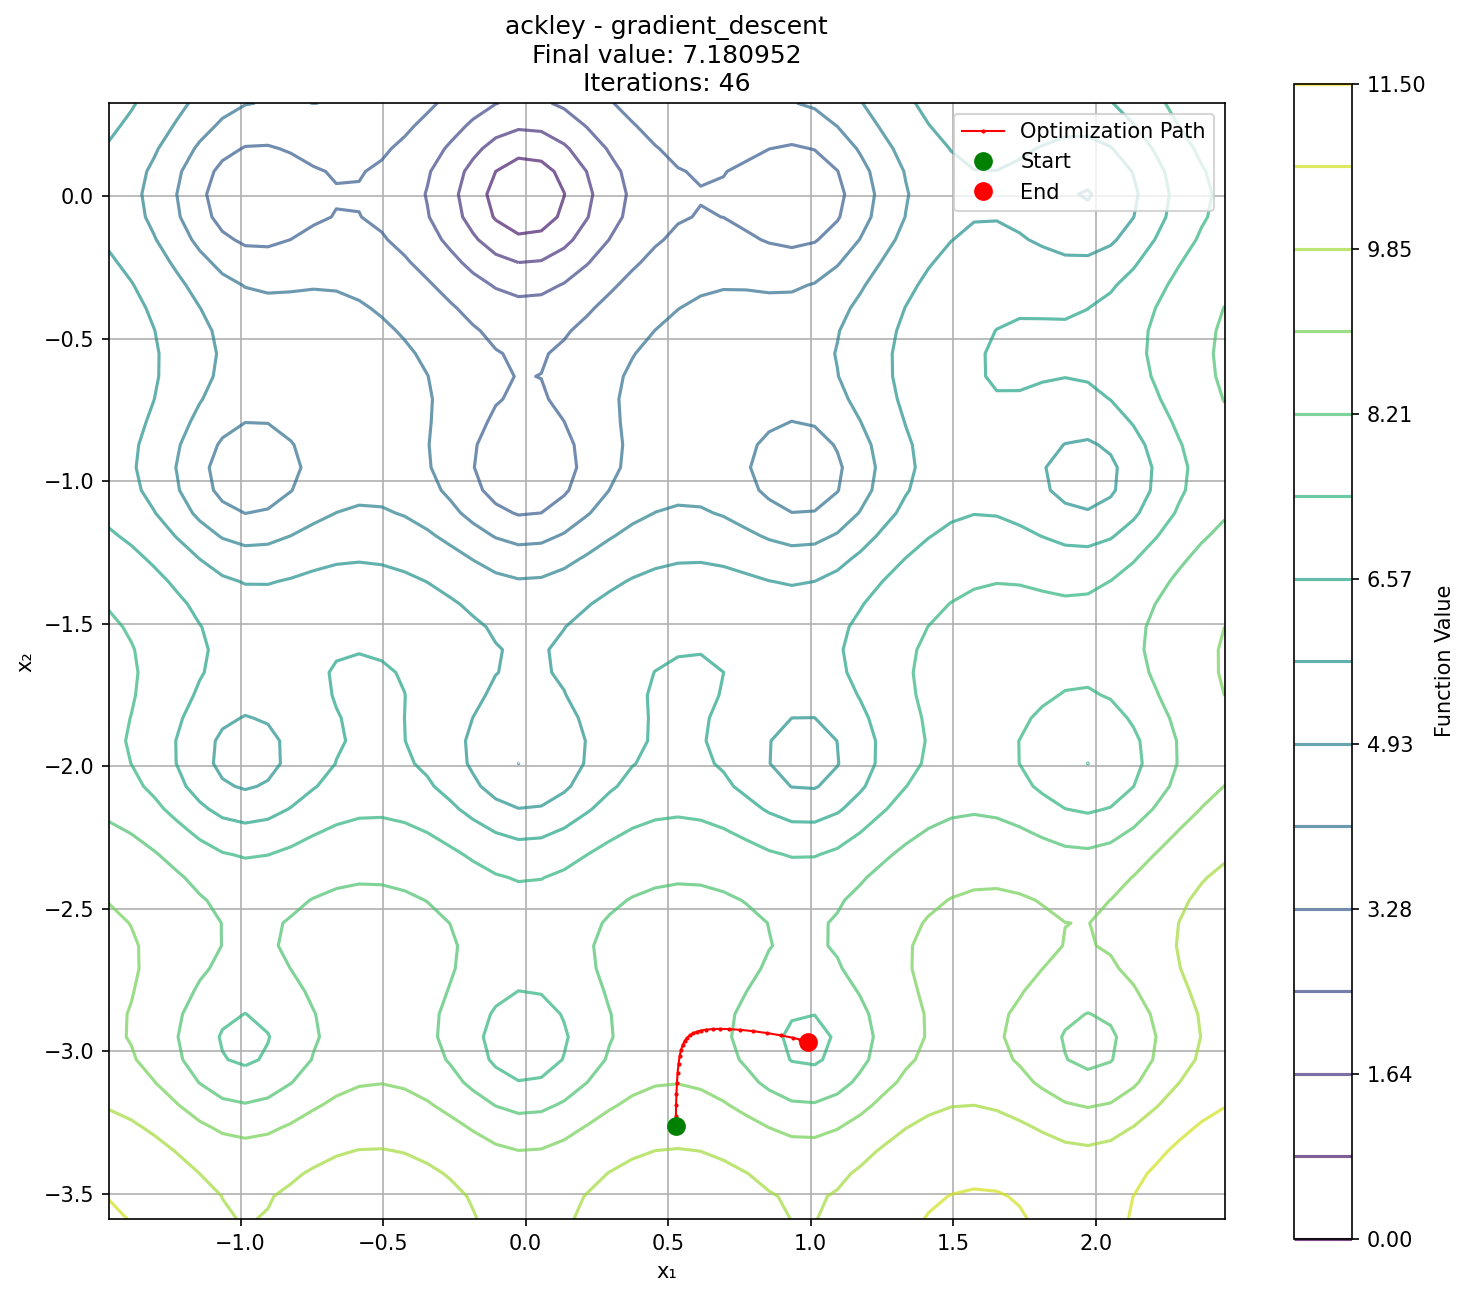 ackley - gradient_descent
Final value: 7.180952
Iterations: 46
Optimization Path
Start
End
0.0
−0.5
−1.0
−1.5
−2.0
−2.5
−3.0
−3.5
x₂
−1.0 −0.5 0.0 0.5 1.0 1.5 2.0
x₁
11.50
9.85
8.21
6.57
4.93
3.28
1.64
0.00
Function Value